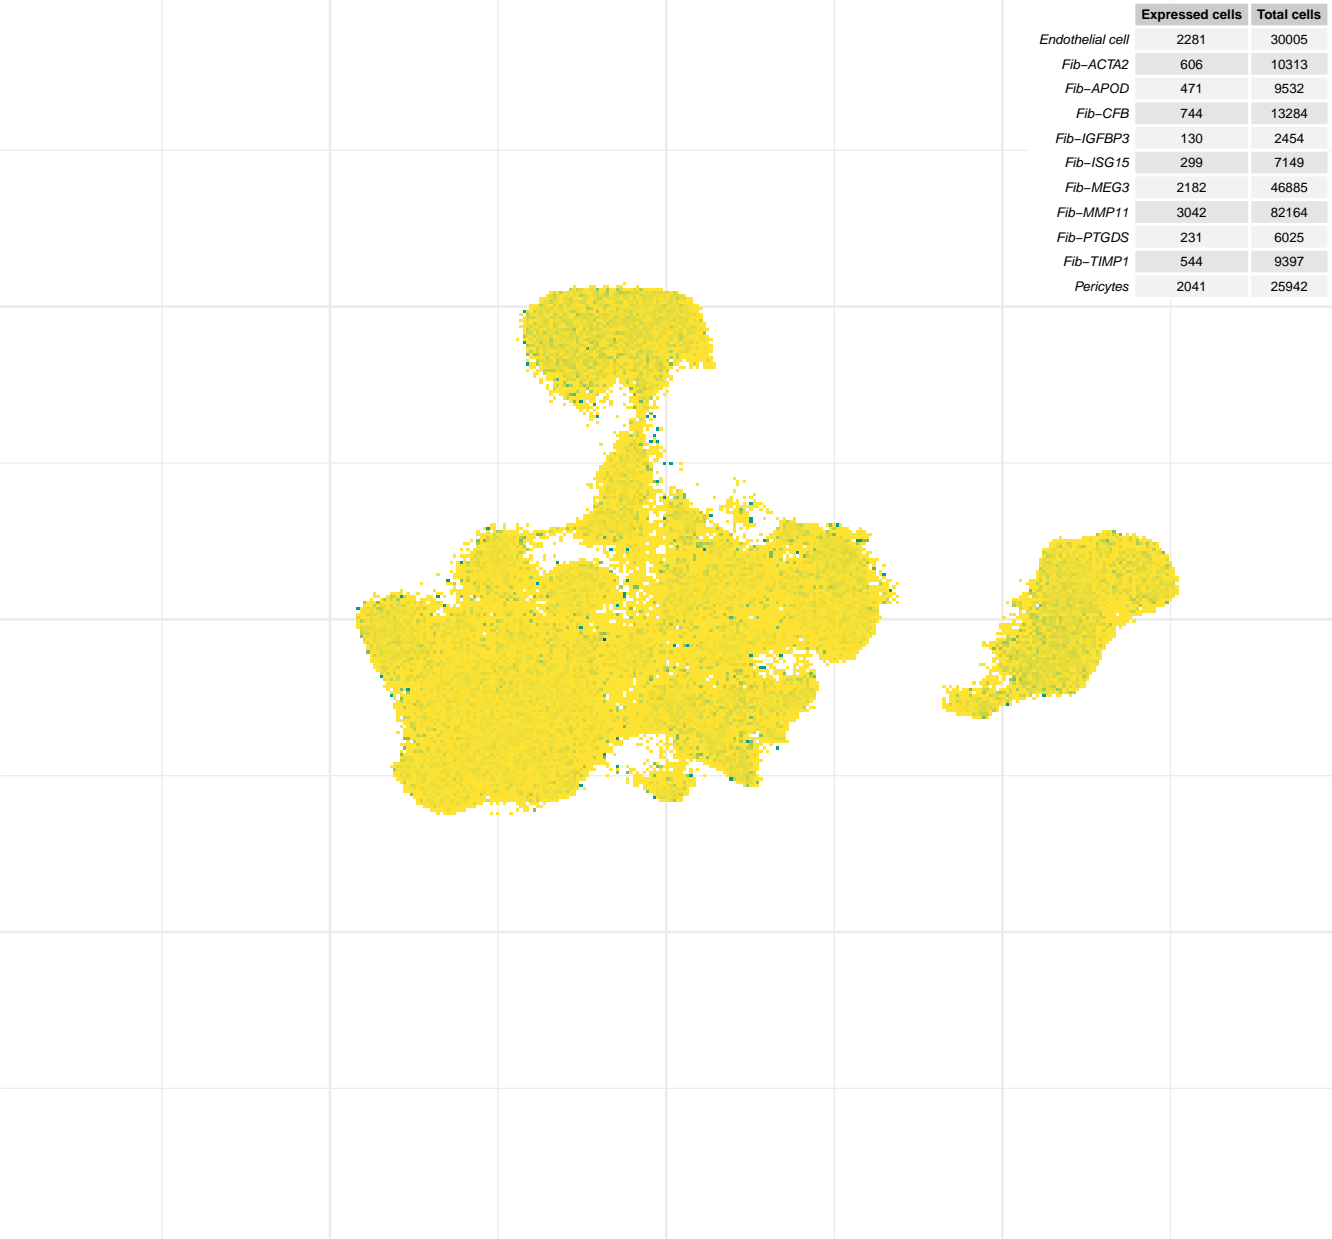 Expressed cells Total cells
Endothelial cell 2281 30005
Fib−ACTA2 606 10313
Fib−APOD 471 9532
Fib−CFB 744 13284
Fib−IGFBP3 130 2454
Fib−ISG15 299 7149
Fib−MEG3 2182 46885
Fib−MMP11 3042 82164
Fib−PTGDS 231 6025
Fib−TIMP1 544 9397
Pericytes 2041 25942